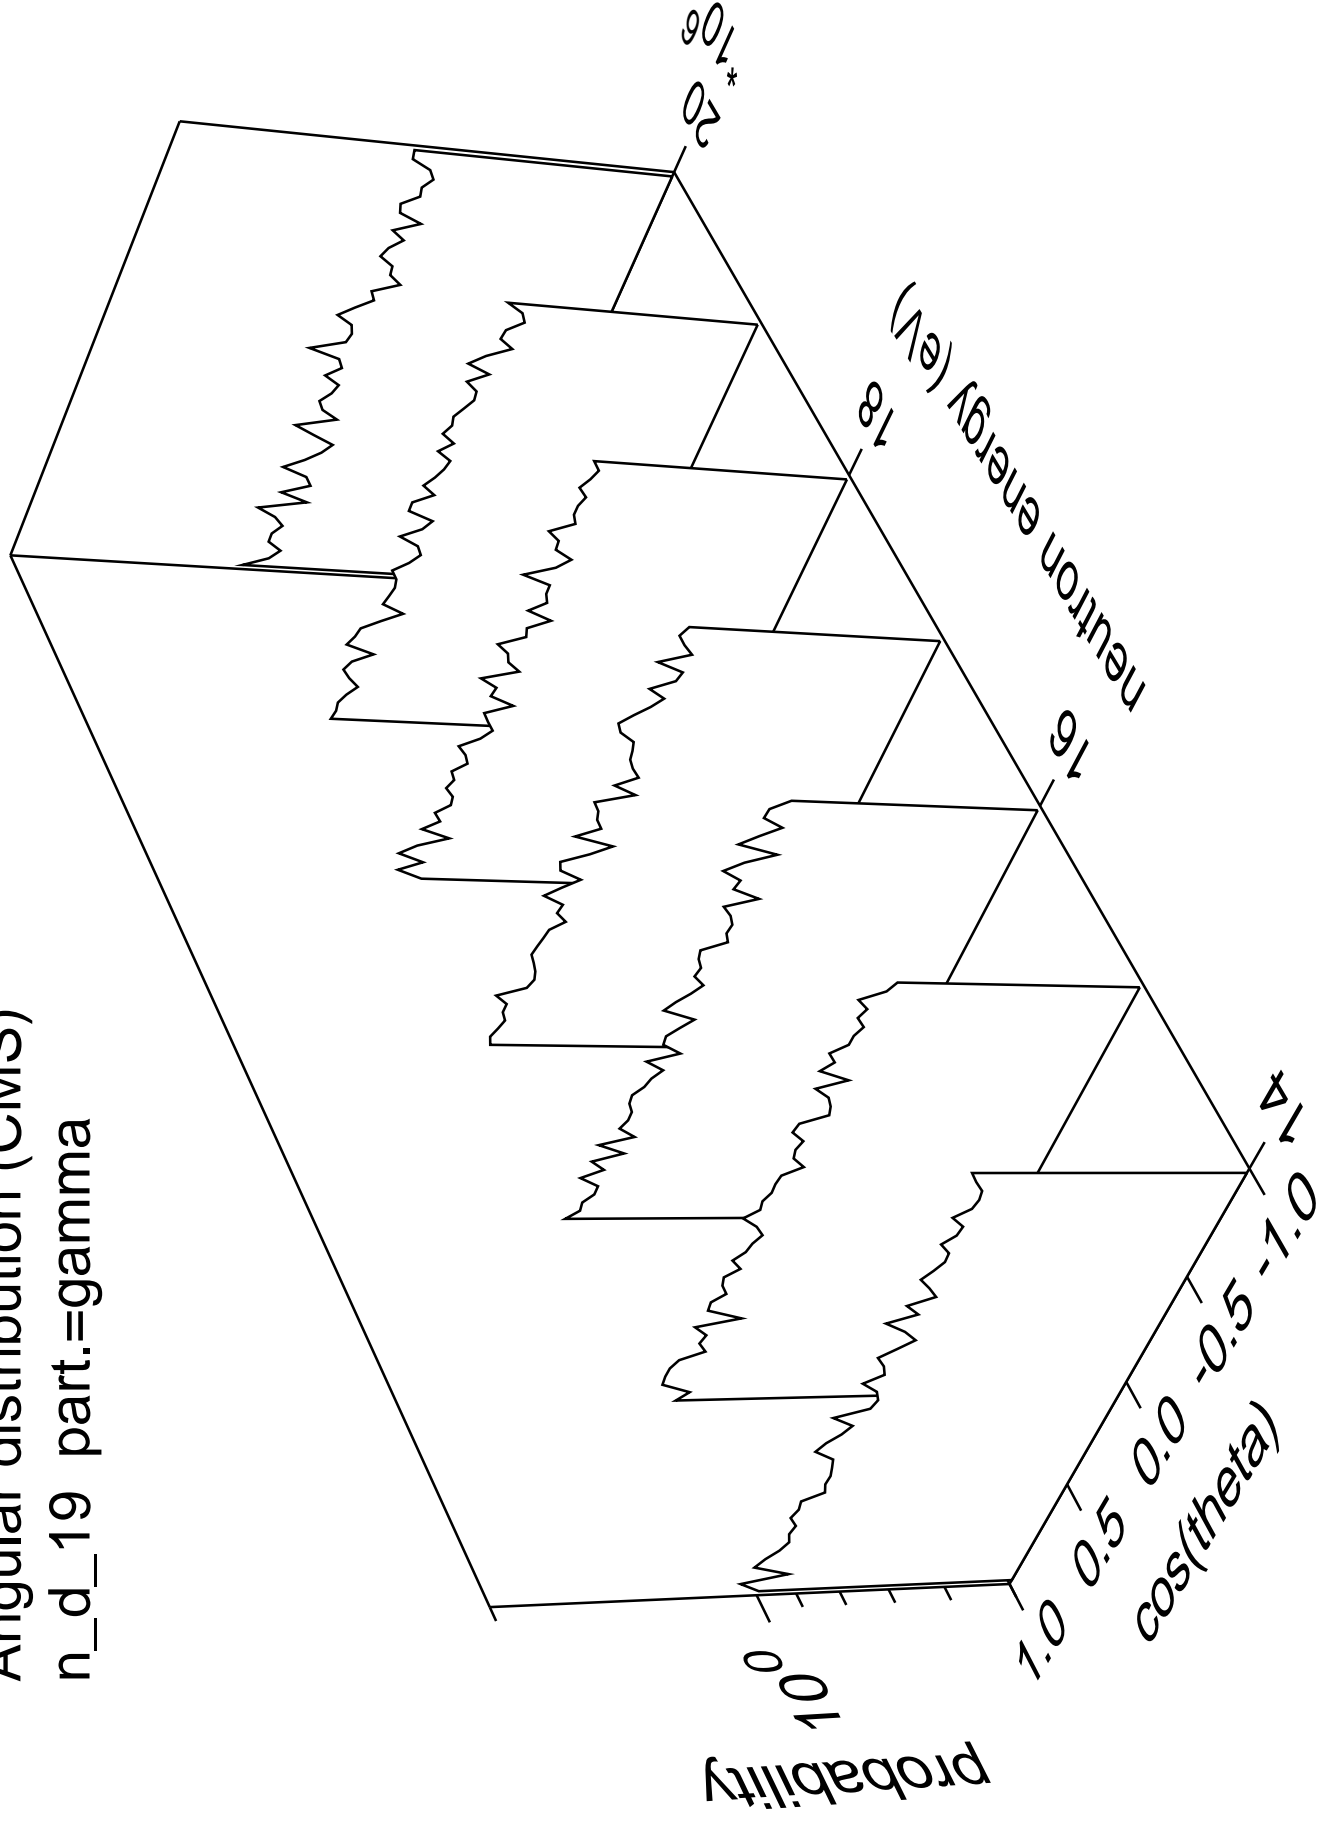 Angular distribution (CMS)
n_d_19 part.=gamma
probability
10 0
1.0 0.5 0.0 -0.5 -1.0
cos(theta)
14 16 18 20
* 10 6
neutron energy (eV)